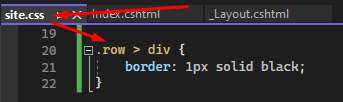 site.css Index.cshtml _Layout.cshtml
19
20 .row > div {
21 border: 1px solid black;
22 }